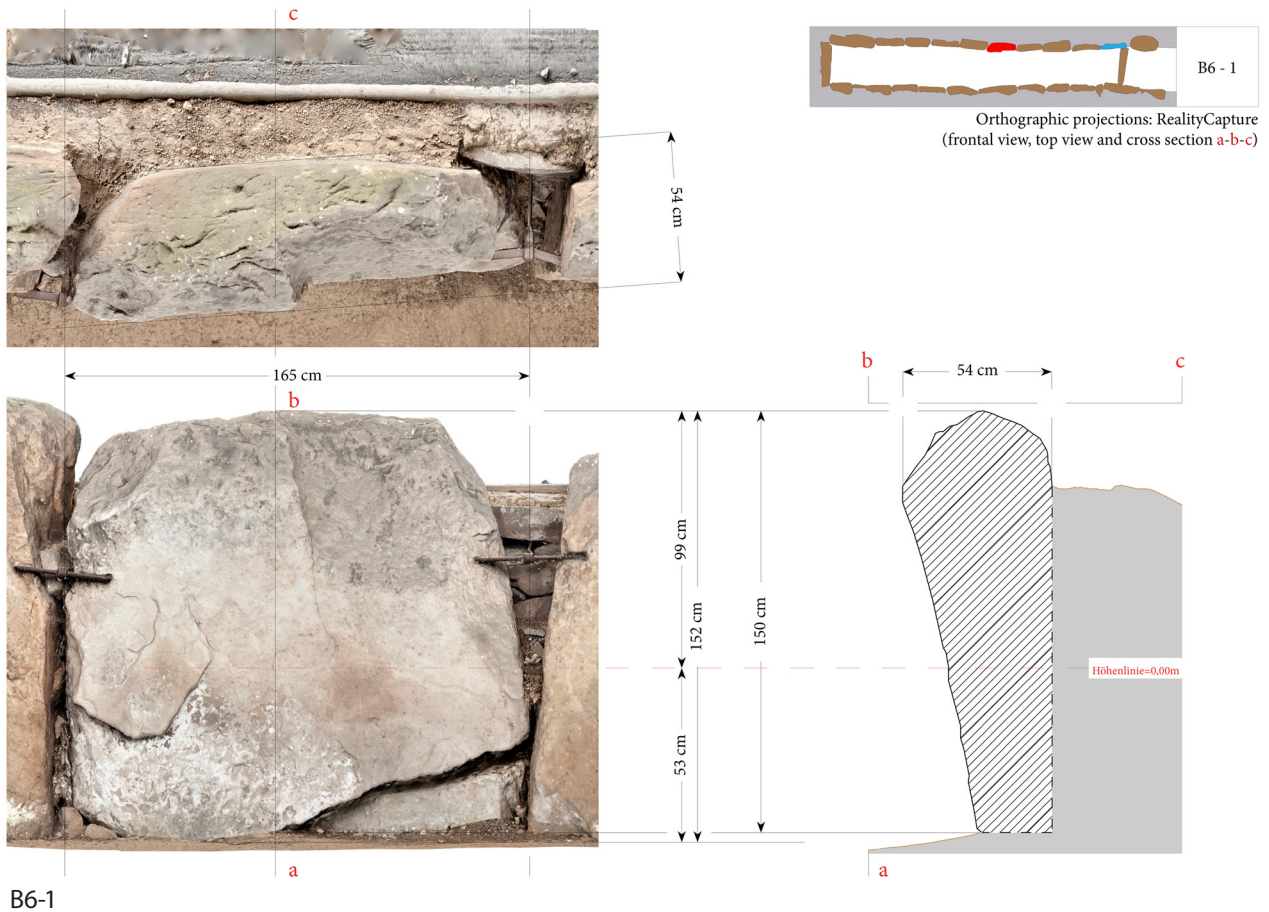 c
B6 - 1
Orthographic projections: RealityCapture
(frontal view, top view and cross section a-b-c)
54 cm
165 cm
b
b
54 cm
c
99 cm
152 cm
150 cm
Höhenlinie=0,00m
53 cm
a
a
B6-1